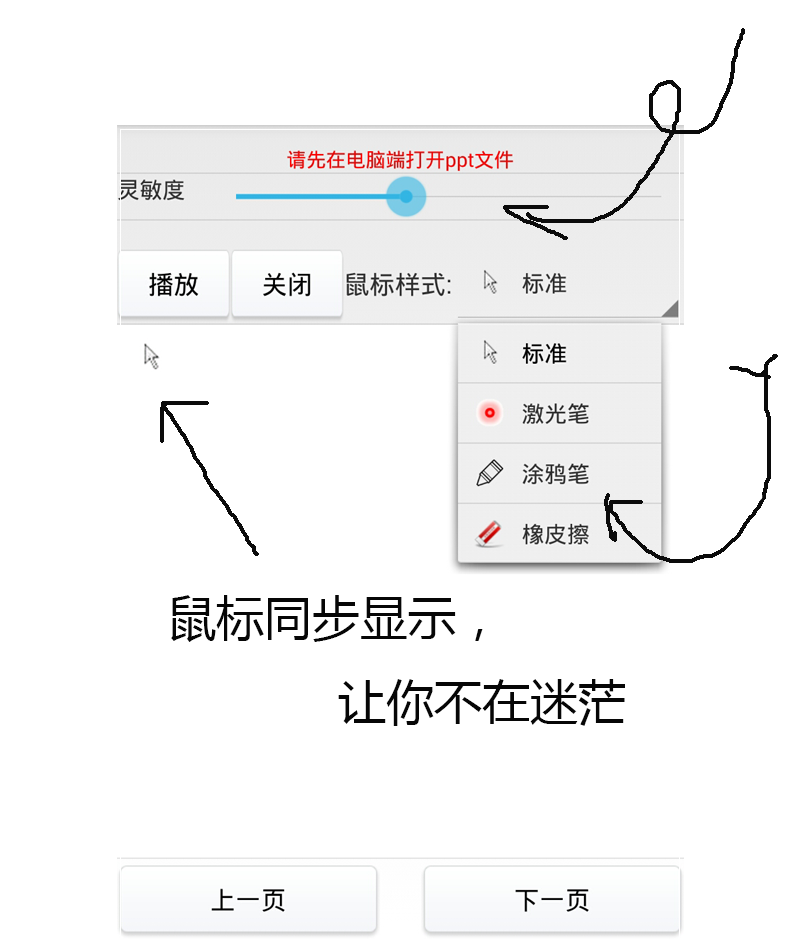 请先在电脑端打开ppt文件
灵敏度
播放 关闭 鼠标样式: 标准
标准
激光笔
涂鸦笔
橡皮擦
鼠标同步显示，
让你不在迷茫
上一页 下一页